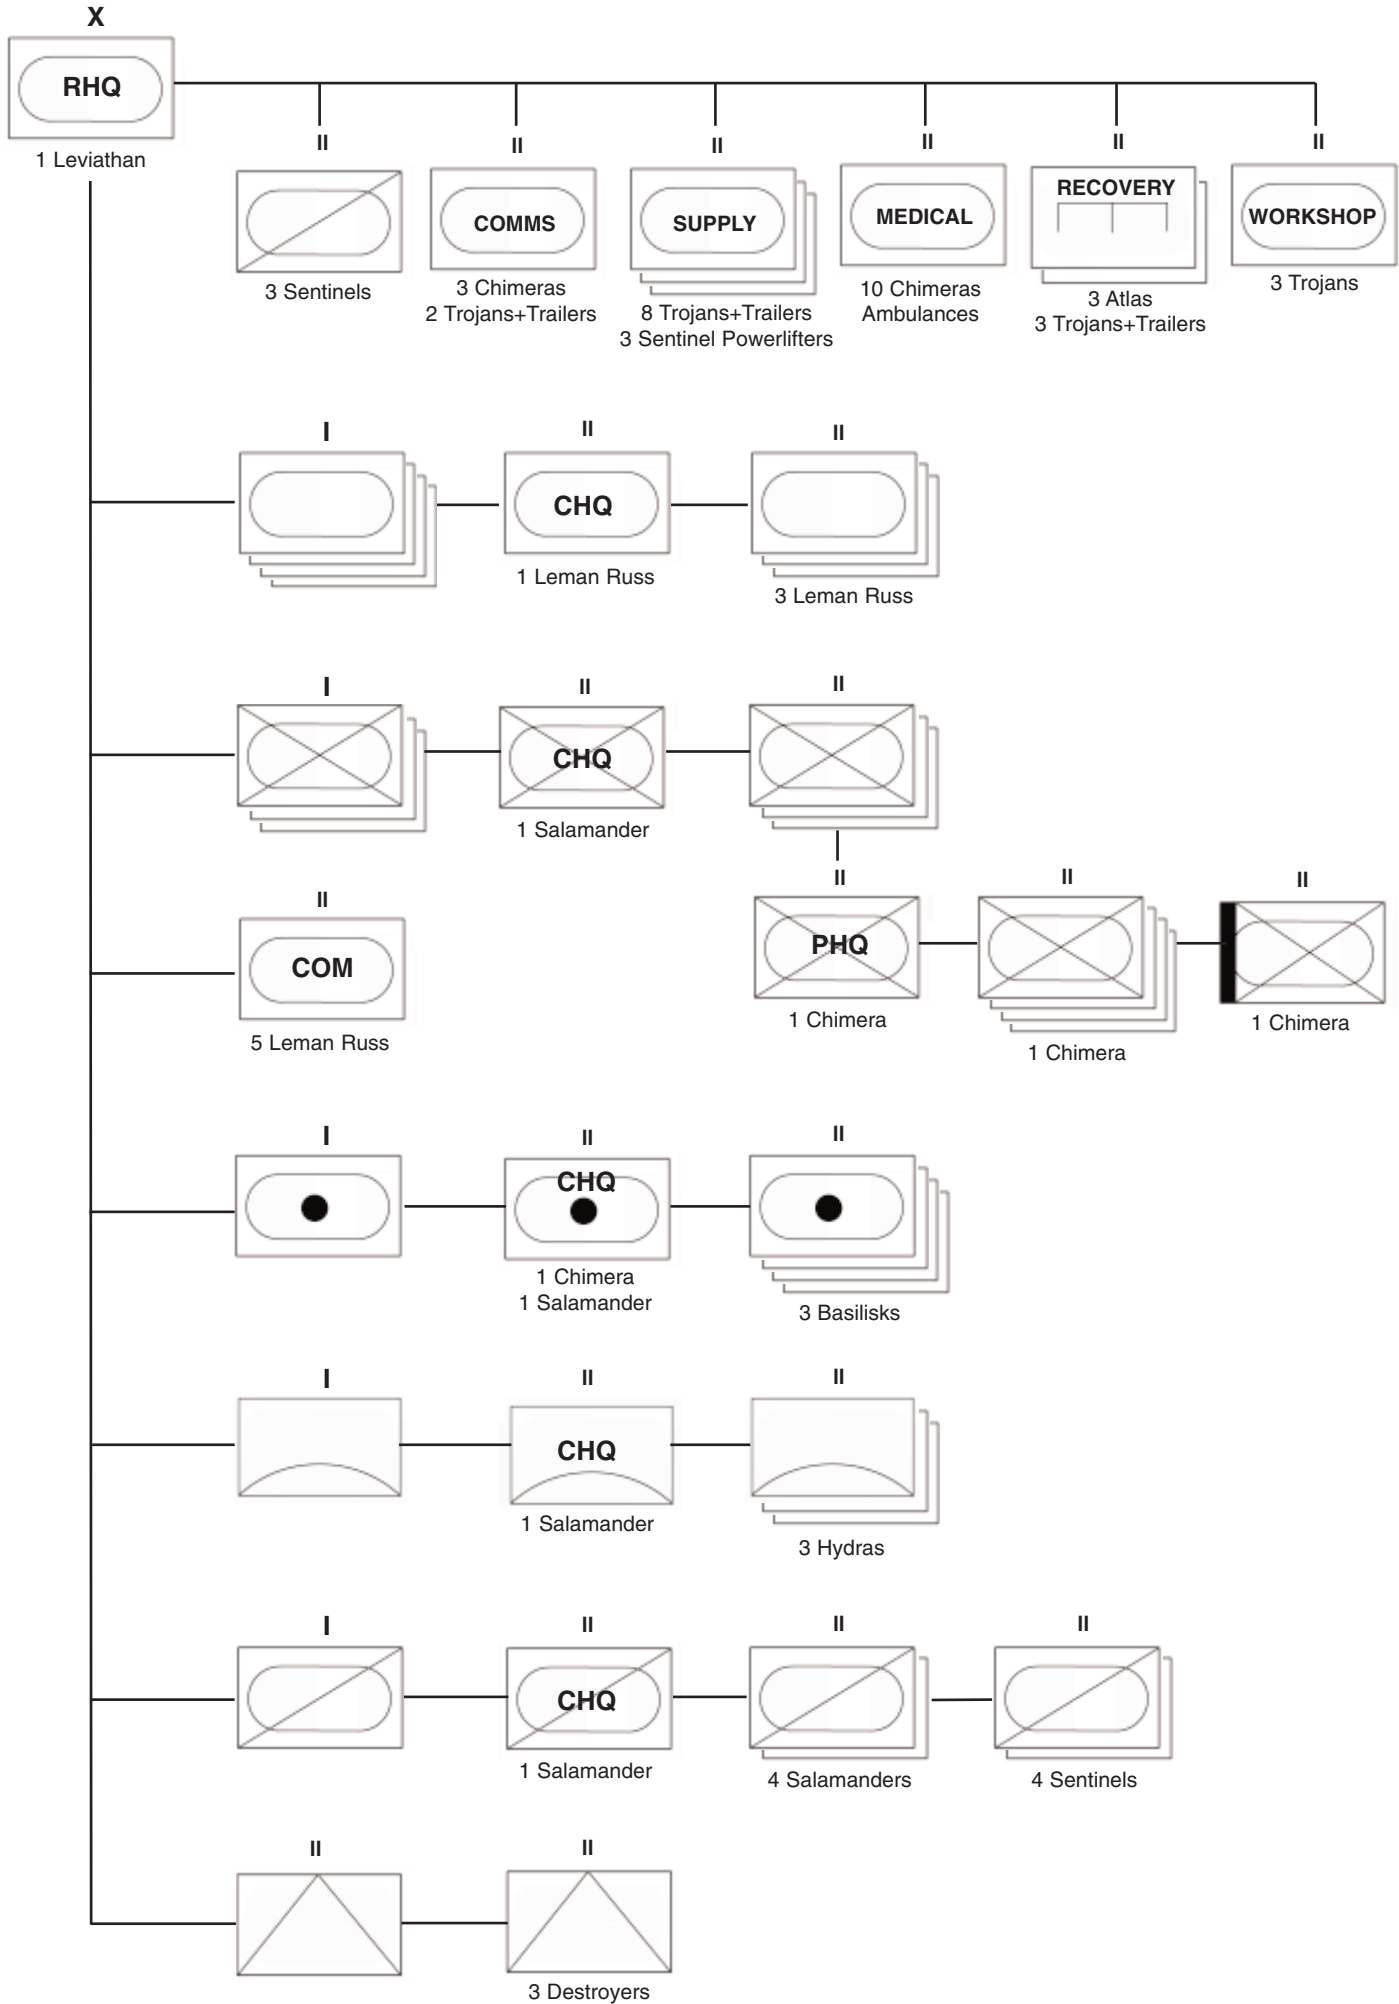 X
RHQ
1 Leviathan
II II II II II II
COMMS SUPPLY MEDICAL RECOVERY WORKSHOP
3 Sentinels
3 Chimeras
2 Trojans+Trailers
8 Trojans+Trailers
3 Sentinel Powerlifters
10 Chimeras
Ambulances
3 Atlas
3 Trojans+Trailers
3 Trojans
I II II
CHQ
1 Leman Russ
3 Leman Russ
I II II
CHQ
1 Salamander
II
COM
5 Leman Russ
II II II
PHQ
1 Chimera
1 Chimera
1 Chimera
I II II
CHQ
1 Chimera
1 Salamander
3 Basilisks
I II II
CHQ
1 Salamander
3 Hydras
I II II II
CHQ
1 Salamander
4 Salamanders
4 Sentinels
II II
3 Destroyers